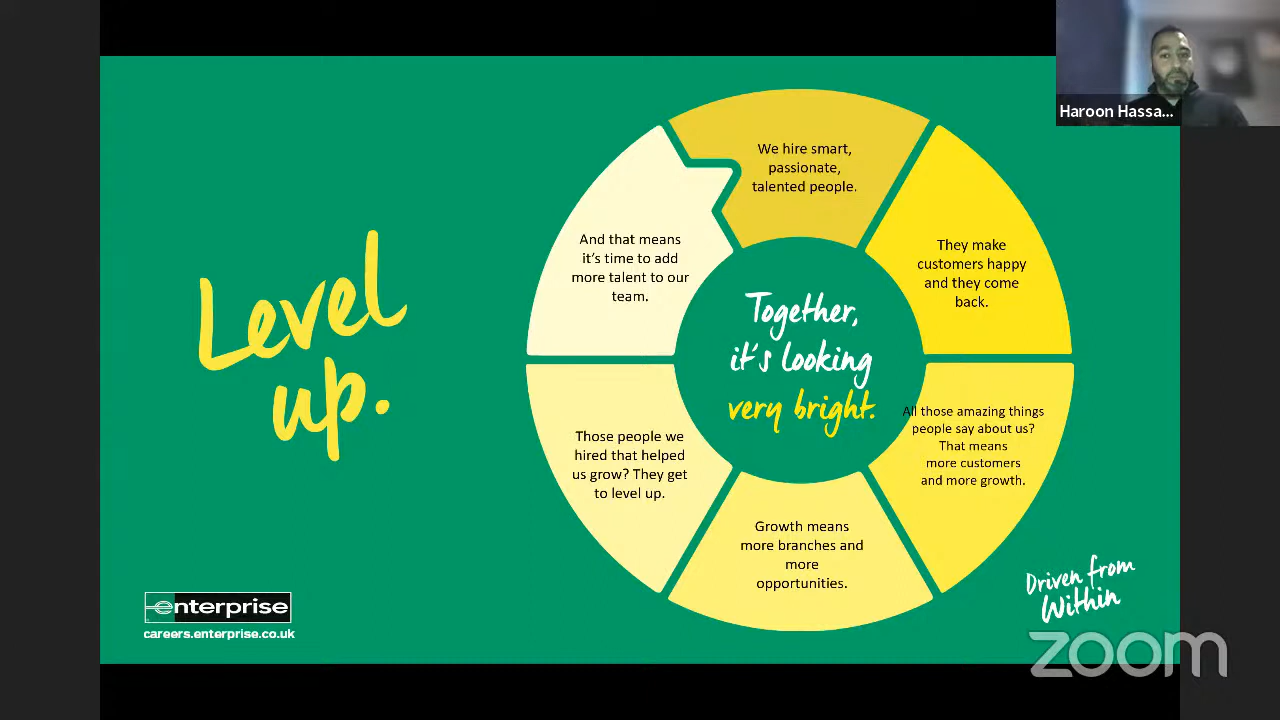 Haroon Hassa...
Level
up.
We hire smart,
passionate,
talented people.
They make
customers happy
and they come
back.
All those amazing things
people say about us?
That means
more customers
and more growth.
Growth means
more branches and
more
opportunities.
Those people we
hired that helped
us grow? They get
to level up.
And that means
it's time to add
more talent to our
team.
Together,
it's looking
very bright.
enterprise
careers.enterprise.co.uk
Driven from
Within
zoom